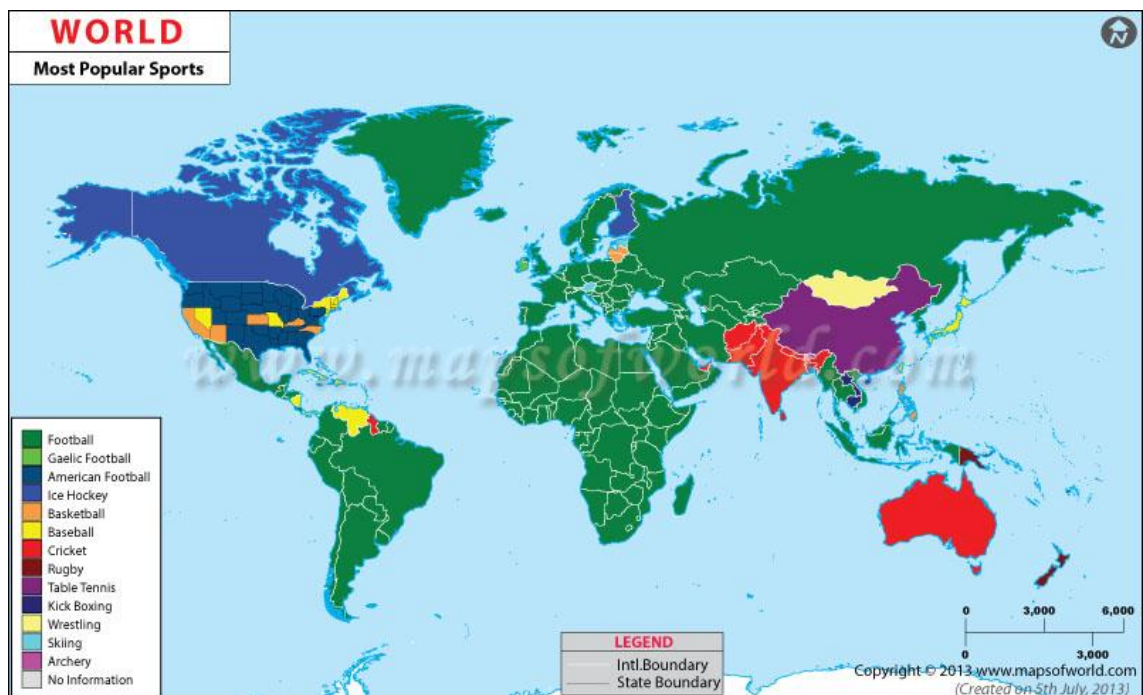 WORLD
Most Popular Sports
N
www.mapsofworld.com
Football
Gaelic Football
American Football
Ice Hockey
Basketball
Baseball
Cricket
Rugby
Table Tennis
Kick Boxing
Wrestling
Skiing
Archery
No Information
LEGEND
Intl.Boundary
State Boundary
0 3,000 6,000
0 3,000
Copyright © 2013 www.mapsofworld.com
(Created on 5th July, 2013)